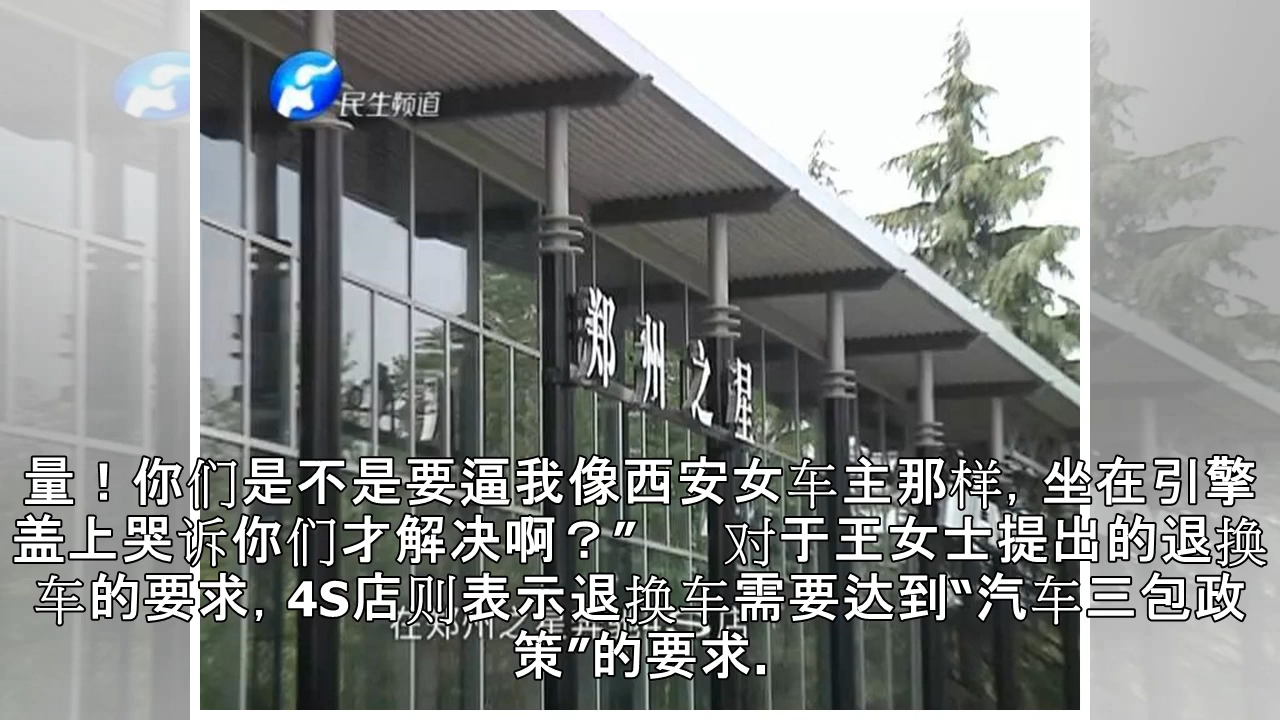 民生频道
郑州之星
量！你们是不是要逼我像西安女车主那样, 坐在引擎
盖上哭诉你们才解决啊？” 对于王女士提出的退换
车的要求, 4S店则表示退换车需要达到“汽车三包政
策”的要求.